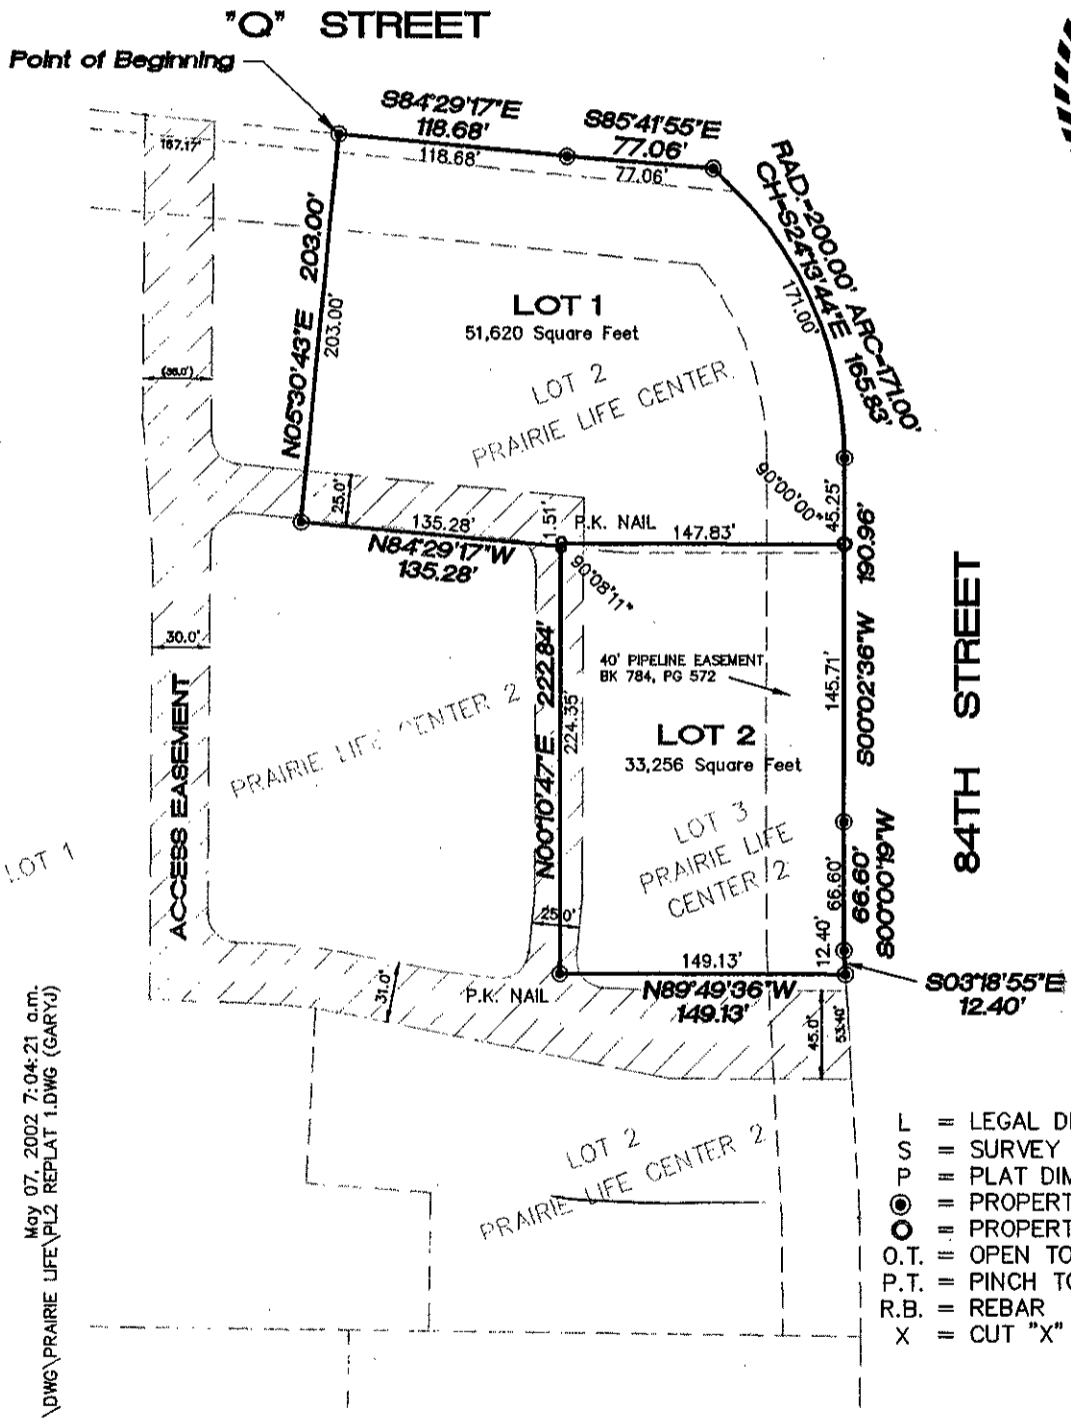 "Q" STREET
Point of Beginning
S84°29'17"E
118.68'
118.68'
S85°41'55"E
77.06'
77.06'
RAD.=200.00' ARC=171.00'
CH=S24°13'44"E 165.83'
171.00'
167.17'
N05°30'43"E 203.00'
203.00'
LOT 1
51,620 Square Feet
LOT 2
PRAIRIE LIFE CENTER
(36.0')
25.0'
135.28'
N84°29'17"W
135.28'
1.51'
P.K. NAIL
147.83'
90°00'00"
45.25'
90°08'11"
S00°02'36"W 190.96'
145.71'
84TH STREET
30.0'
ACCESS EASEMENT
40' PIPELINE EASEMENT
BK 784, PG 572
N00°10'47"E 222.84'
224.35'
LOT 2
33,256 Square Feet
PRAIRIE LIFE CENTER 2
LOT 3
PRAIRIE LIFE
CENTER 2
LOT 1
66.60'
66.60'
S00°00'19"W
12.40'
25.0'
149.13'
N89°49'36"W
149.13'
P.K. NAIL
31.0'
S03°18'55"E
12.40'
45.0'
53.40'
LOT 2
PRAIRIE LIFE CENTER 2
May 07, 2002 7:04:21 a.m.
\DWG\PRAIRIE LIFE\PL2 REPLAT 1.DWG (GARYJ)
L = LEGAL DI
S = SURVEY
P = PLAT DIM
= PROPERT
= PROPERT
O.T. = OPEN TO
P.T. = PINCH TO
R.B. = REBAR
X = CUT "X"